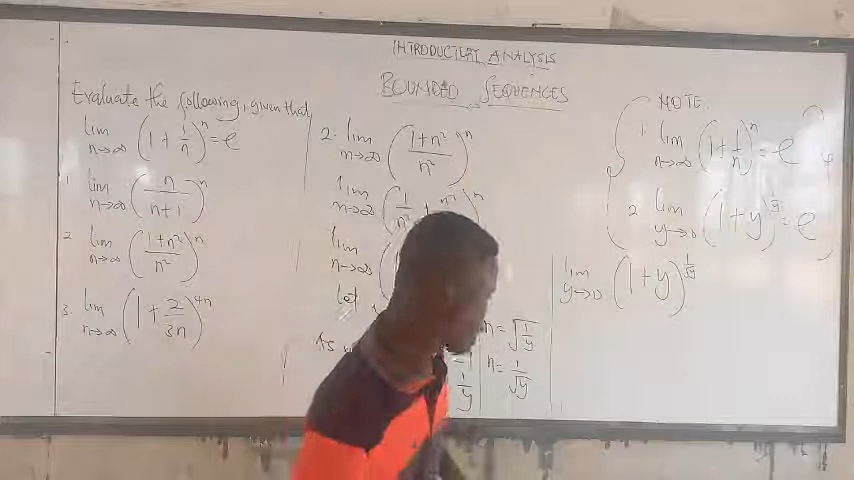 INTRODUCTORY ANALYSIS
BOUNDED SEQUENCES
Evaluate the following, given that
lim n→∞ (1 + 1/n)^n = e
1. lim n→∞ (n/(n+1))^n
2. lim n→∞ ((1+n²)/n²)^n
3. lim n→∞ (1 + 2/3n)^4n
2. lim n→∞ ((1+n²)/n²)^n
lim n→∞ (1/n² + n²
lim n→∞ (
let
As
1/y
n = √(1/y)
n = 1/√y
NOTE.
1. lim n→∞ (1 + 1/n)^n = e
2. lim y→0 (1+y)^(1/y) = e
lim y→0 (1+y)^(1/√y)